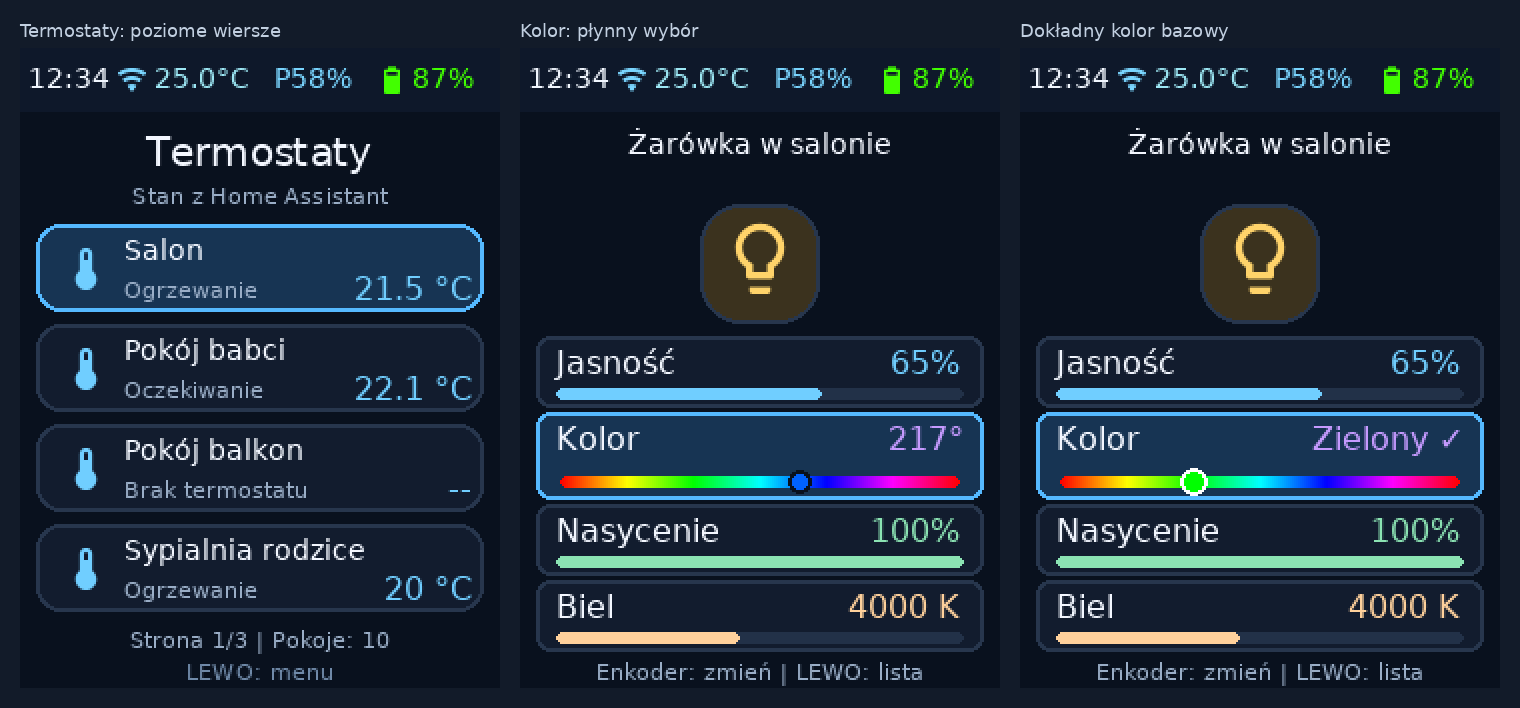 Termostaty: poziome wiersze
12:34 25.0°C P58% 87%
Termostaty
Stan z Home Assistant
Salon
Ogrzewanie 21.5 °C
Pokój babci
Oczekiwanie 22.1 °C
Pokój balkon
Brak termostatu --
Sypialnia rodzice
Ogrzewanie 20 °C
Strona 1/3 | Pokoje: 10
LEWO: menu
Kolor: płynny wybór
12:34 25.0°C P58% 87%
Żarówka w salonie
Jasność 65%
Kolor 217°
Nasycenie 100%
Biel 4000 K
Enkoder: zmień | LEWO: lista
Dokładny kolor bazowy
12:34 25.0°C P58% 87%
Żarówka w salonie
Jasność 65%
Kolor Zielony ✓
Nasycenie 100%
Biel 4000 K
Enkoder: zmień | LEWO: lista